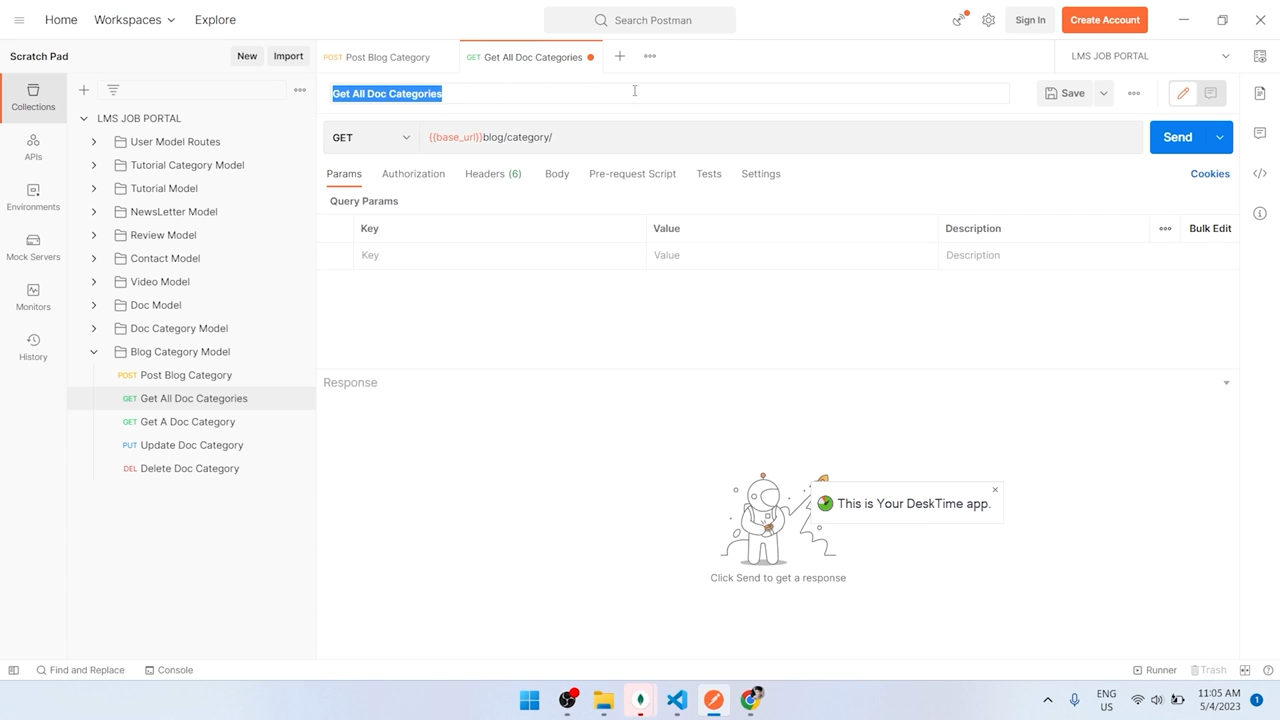 Home Workspaces Explore Search Postman Sign In Create Account
Scratch Pad New Import POST Post Blog Category GET Get All Doc Categories LMS JOB PORTAL
Collections
APIs
Environments
Mock Servers
Monitors
History
LMS JOB PORTAL
User Model Routes
Tutorial Category Model
Tutorial Model
NewsLetter Model
Review Model
Contact Model
Video Model
Doc Model
Doc Category Model
Blog Category Model
POST Post Blog Category
GET Get All Doc Categories
GET Get A Doc Category
PUT Update Doc Category
DEL Delete Doc Category
Get All Doc Categories Save
GET {{base_url}}blog/category/ Send
Params Authorization Headers (6) Body Pre-request Script Tests Settings Cookies
Query Params
Key Value Description Bulk Edit
Key Value Description
Response
This is Your DeskTime app.
Click Send to get a response
Find and Replace Console Runner Trash
ENG
US
11:05 AM
5/4/2023
1